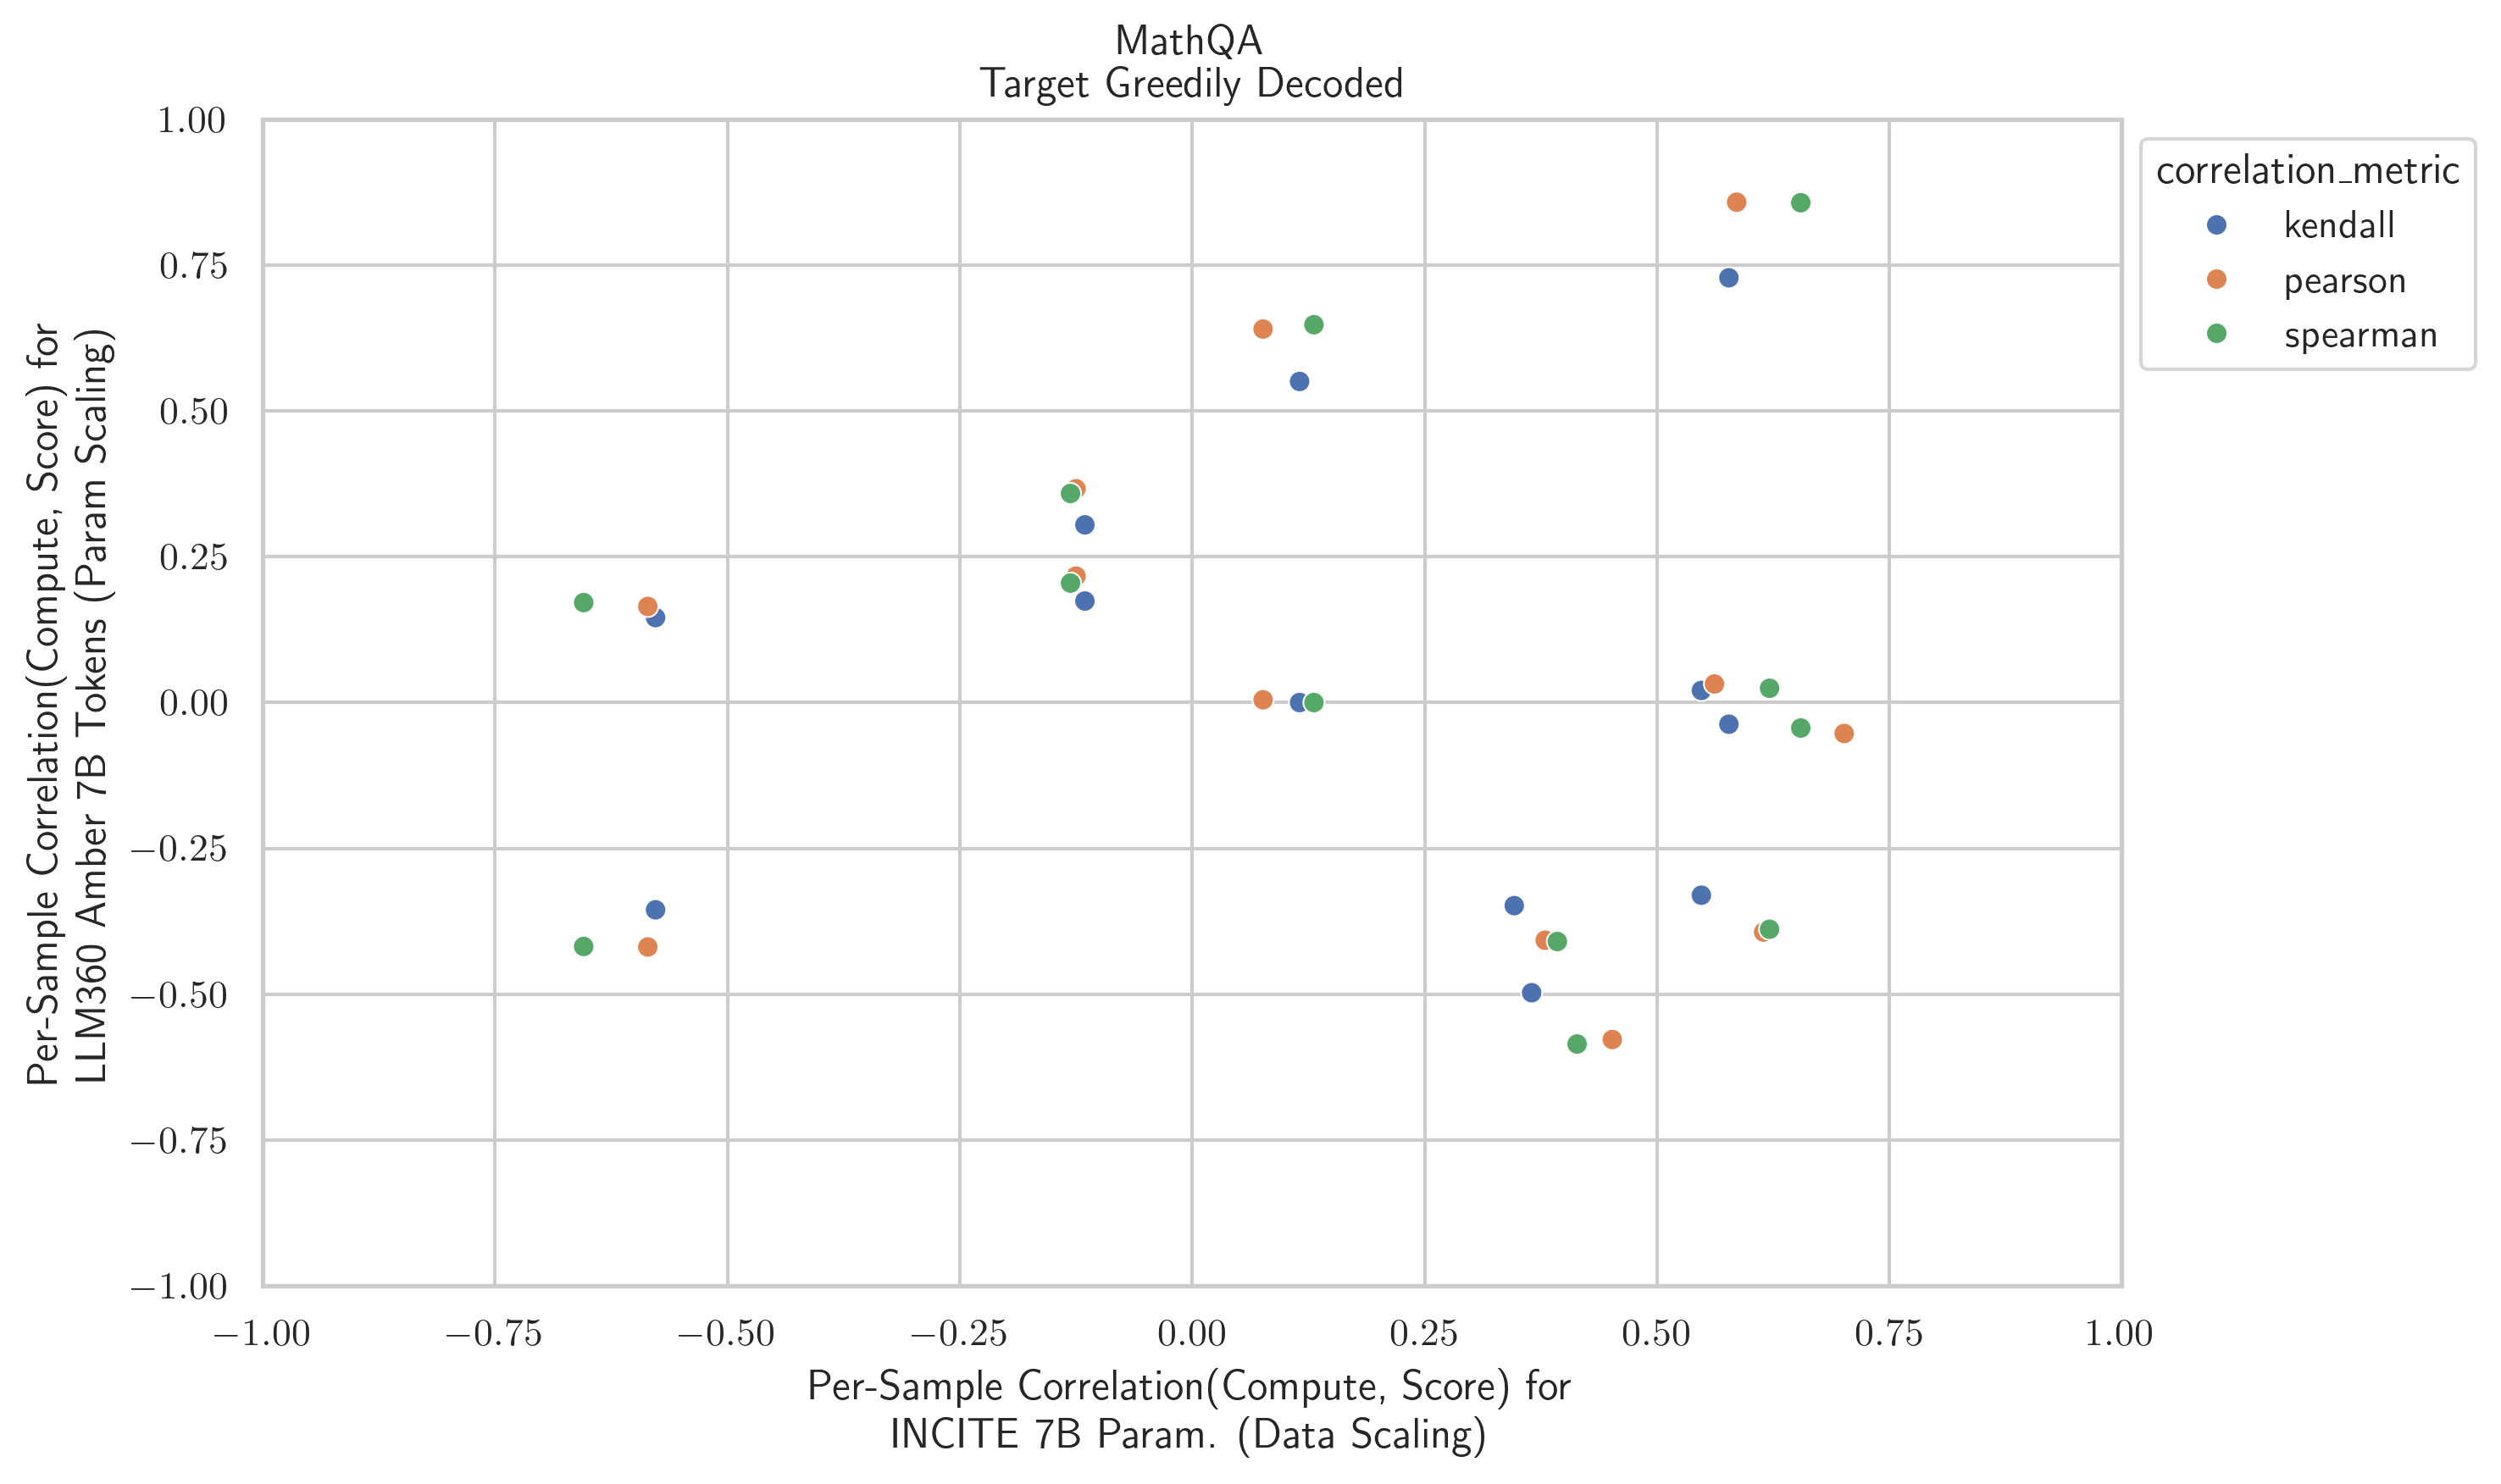 MathQA
Target Greedily Decoded
1.00
0.75
0.50
0.25
0.00
−0.25
−0.50
−0.75
−1.00
Per-Sample Correlation(Compute, Score) for
LLM360 Amber 7B Tokens (Param Scaling)
correlation_metric
kendall
pearson
spearman
−1.00 −0.75 −0.50 −0.25 0.00 0.25 0.50 0.75 1.00
Per-Sample Correlation(Compute, Score) for
INCITE 7B Param. (Data Scaling)